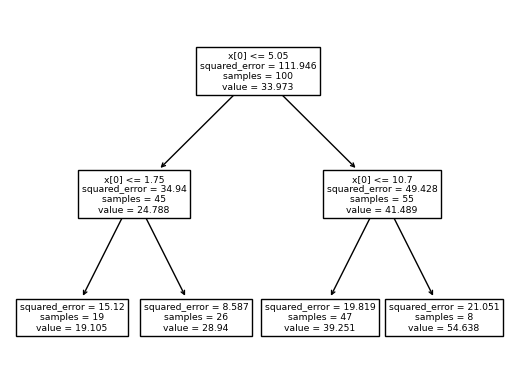 x[0] <= 5.05
squared_error = 111.946
samples = 100
value = 33.973
x[0] <= 1.75
squared_error = 34.94
samples = 45
value = 24.788
x[0] <= 10.7
squared_error = 49.428
samples = 55
value = 41.489
squared_error = 15.12
samples = 19
value = 19.105
squared_error = 8.587
samples = 26
value = 28.94
squared_error = 19.819
samples = 47
value = 39.251
squared_error = 21.051
samples = 8
value = 54.638